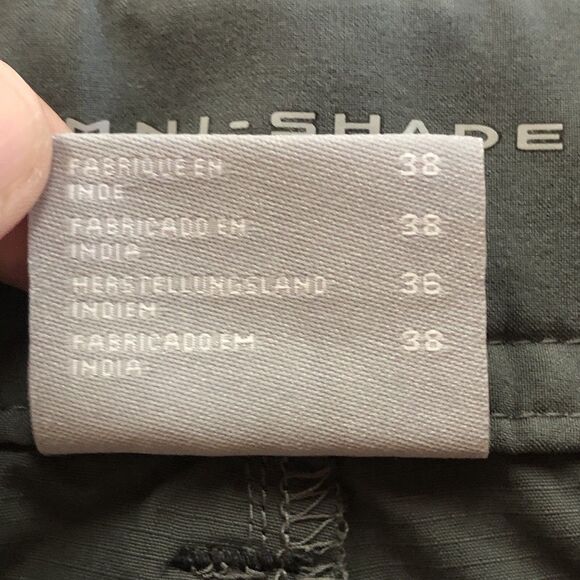 MNI-SHADE
FABRIQUE EN 38
INDE
FABRICADO EN 38
INDIA
HERSTELLUNGSLAND 36
INDIEN
FABRICADO EM 38
INDIA